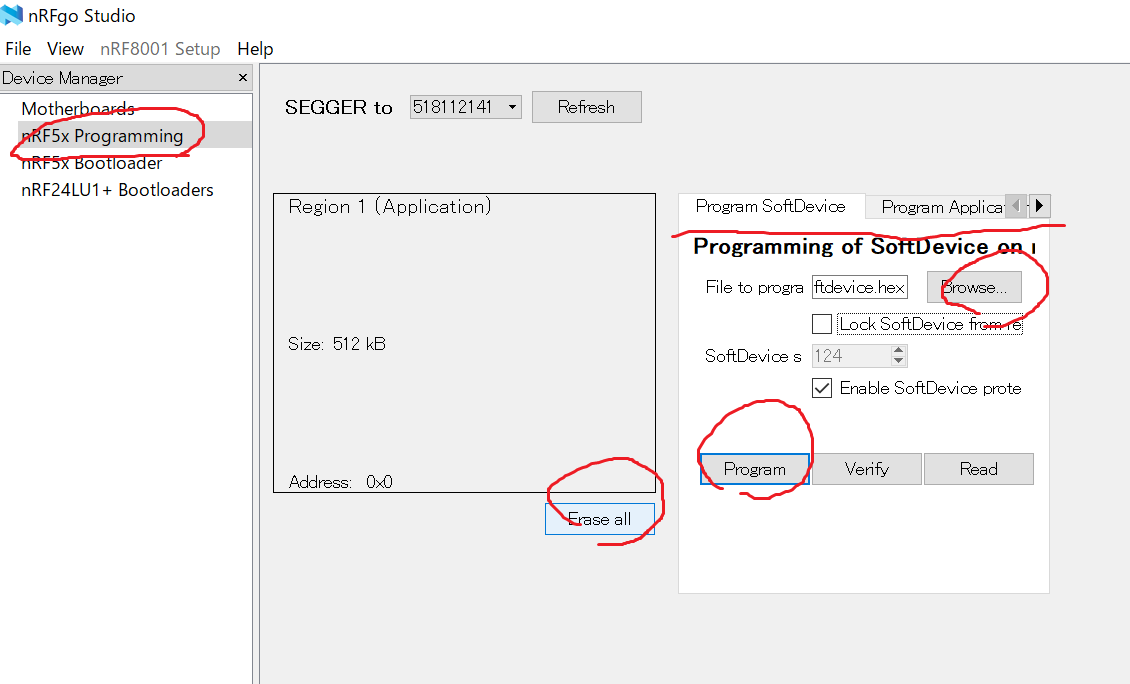 nRFgo Studio
File View nRF8001 Setup Help
Device Manager ×
Motherboards
nRF5x Programming
nRF5x Bootloader
nRF24LU1+ Bootloaders
SEGGER to 518112141 Refresh
Region 1 (Application)
Size: 512 kB
Address: 0x0
Erase all
Program SoftDevice Program Applica
Programming of SoftDevice on
File to progra ftdevice.hex Browse...
Lock SoftDevice from re
SoftDevice s 124
Enable SoftDevice prote
Program Verify Read